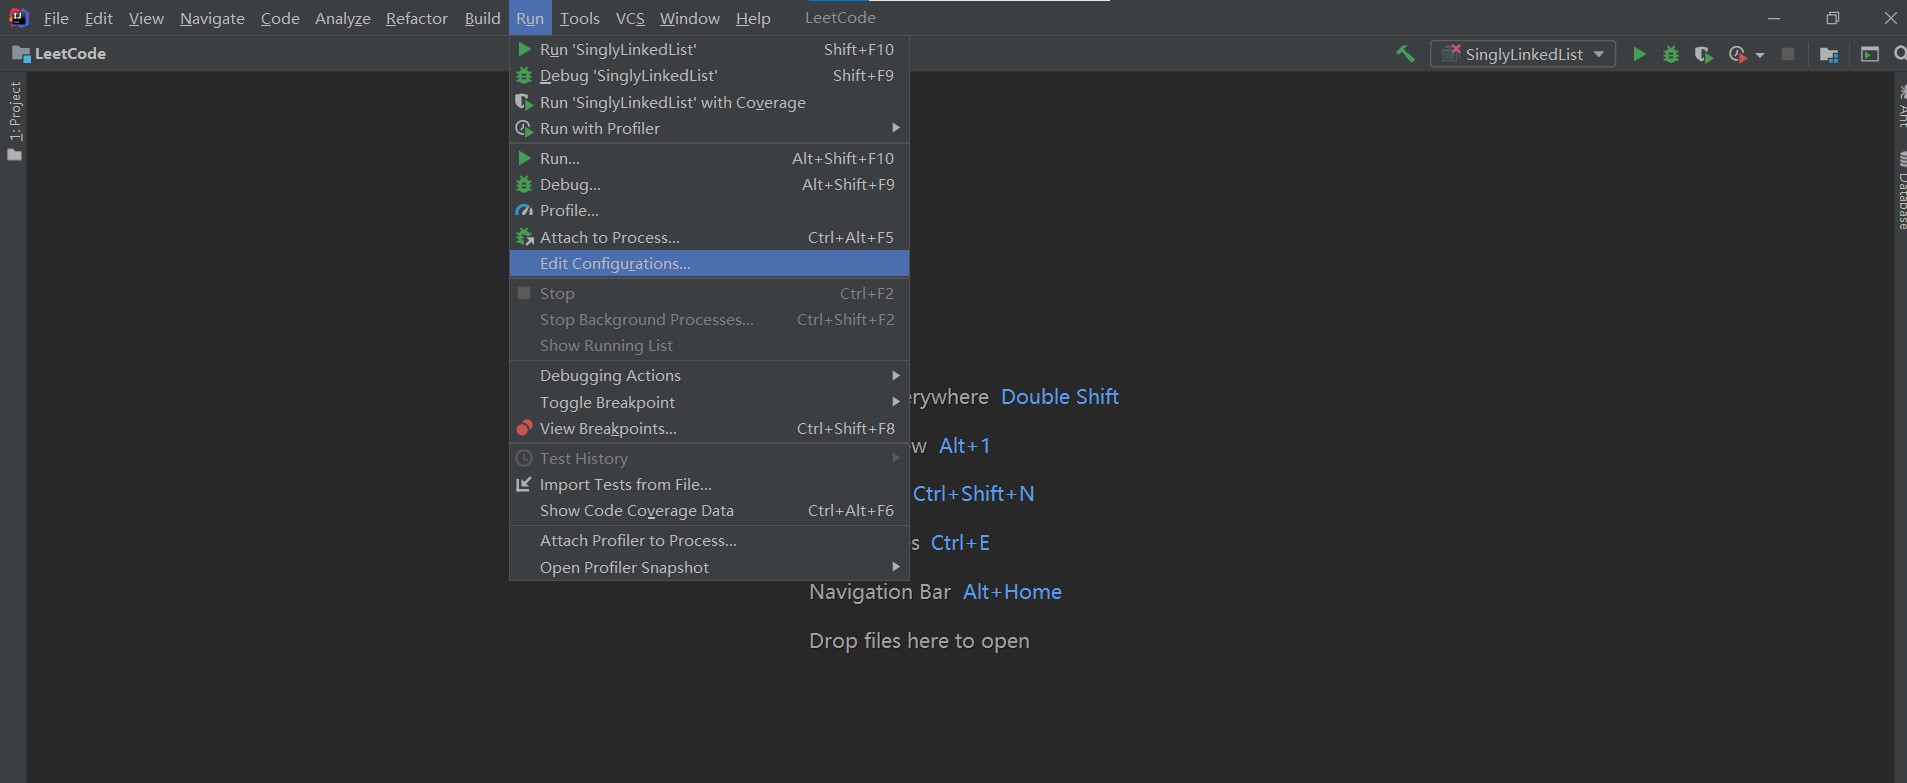 File Edit View Navigate Code Analyze Refactor Build Run Tools VCS Window Help LeetCode
LeetCode
SinglyLinkedList
1: Project
Run 'SinglyLinkedList' Shift+F10
Debug 'SinglyLinkedList' Shift+F9
Run 'SinglyLinkedList' with Coverage
Run with Profiler
Run... Alt+Shift+F10
Debug... Alt+Shift+F9
Profile...
Attach to Process... Ctrl+Alt+F5
Edit Configurations...
Stop Ctrl+F2
Stop Background Processes... Ctrl+Shift+F2
Show Running List
Debugging Actions
Toggle Breakpoint
View Breakpoints... Ctrl+Shift+F8
Test History
Import Tests from File...
Show Code Coverage Data Ctrl+Alt+F6
Attach Profiler to Process...
Open Profiler Snapshot
erywhere Double Shift
w Alt+1
Ctrl+Shift+N
s Ctrl+E
Navigation Bar Alt+Home
Drop files here to open
Ant
Database